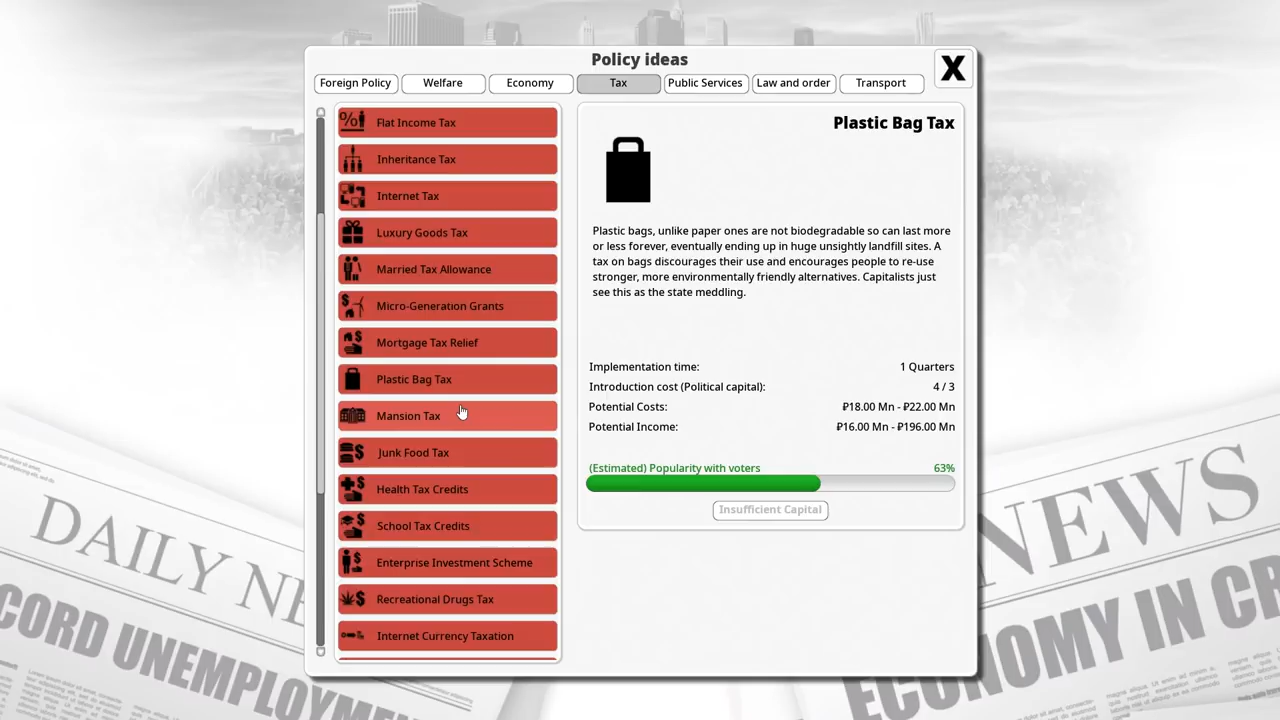 Policy ideas
X
Foreign Policy
Welfare
Economy
Tax
Public Services
Law and order
Transport
Flat Income Tax
Inheritance Tax
Internet Tax
Luxury Goods Tax
Married Tax Allowance
Micro-Generation Grants
Mortgage Tax Relief
Plastic Bag Tax
Mansion Tax
Junk Food Tax
Health Tax Credits
School Tax Credits
Enterprise Investment Scheme
Recreational Drugs Tax
Internet Currency Taxation
Plastic Bag Tax
Plastic bags, unlike paper ones are not biodegradable so can last more
or less forever, eventually ending up in huge unsightly landfill sites. A
tax on bags discourages their use and encourages people to re-use
stronger, more environmentally friendly alternatives. Capitalists just
see this as the state meddling.
Implementation time: 1 Quarters
Introduction cost (Political capital): 4 / 3
Potential Costs: ₽18.00 Mn - ₽22.00 Mn
Potential Income: ₽16.00 Mn - ₽196.00 Mn
(Estimated) Popularity with voters 63%
Insufficient Capital
DAILY NE
CORD UNEMPLOYM
NEWS
ECONOMY IN CR